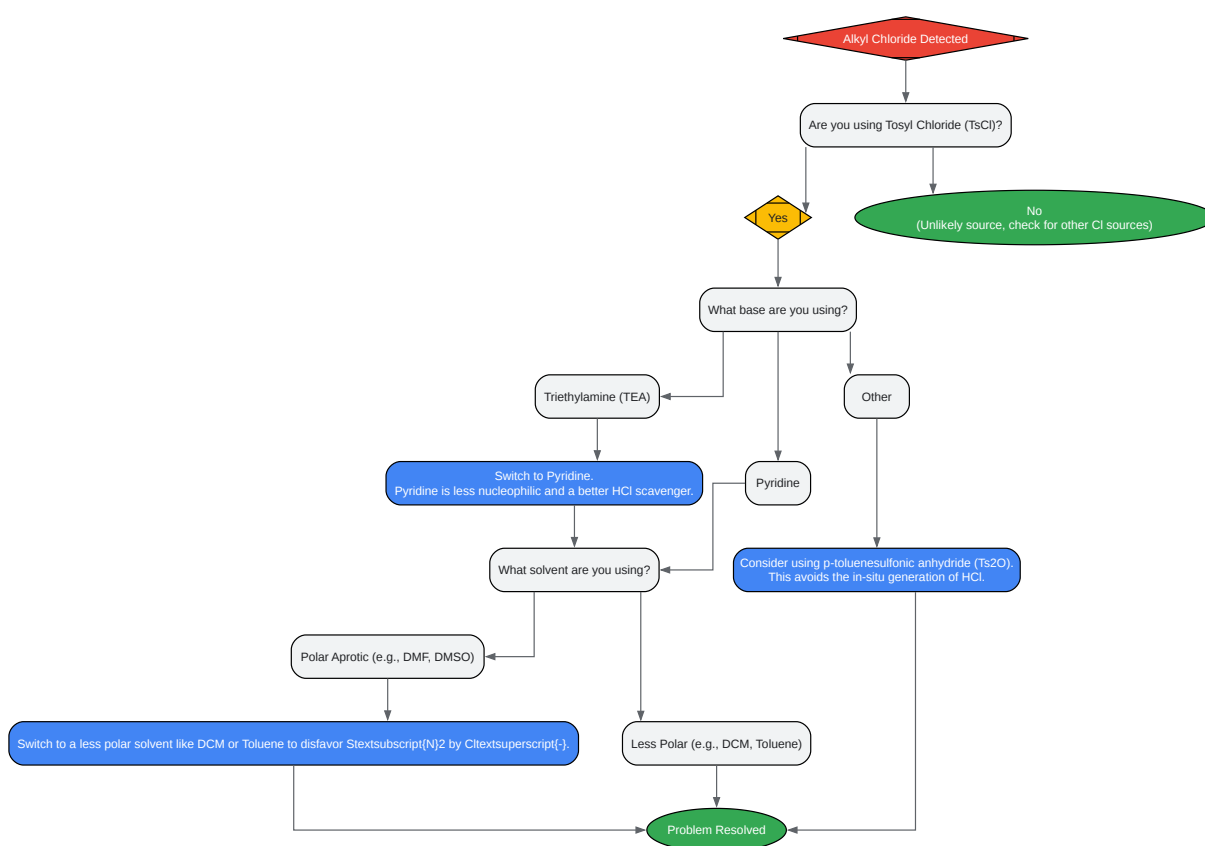 Alkyl Chloride Detected
Are you using Tosyl Chloride (TsCl)?
Yes
No
(Unlikely source, check for other Cl sources)
What base are you using?
Triethylamine (TEA)
Other
Switch to Pyridine.
Pyridine is less nucleophilic and a better HCl scavenger.
Pyridine
What solvent are you using?
Consider using p-toluenesulfonic anhydride (Ts2O).
This avoids the in-situ generation of HCl.
Polar Aprotic (e.g., DMF, DMSO)
Switch to a less polar solvent like DCM or Toluene to disfavor Stextsubscript{N}2 by Cltextsuperscript{-}.
Less Polar (e.g., DCM, Toluene)
Problem Resolved